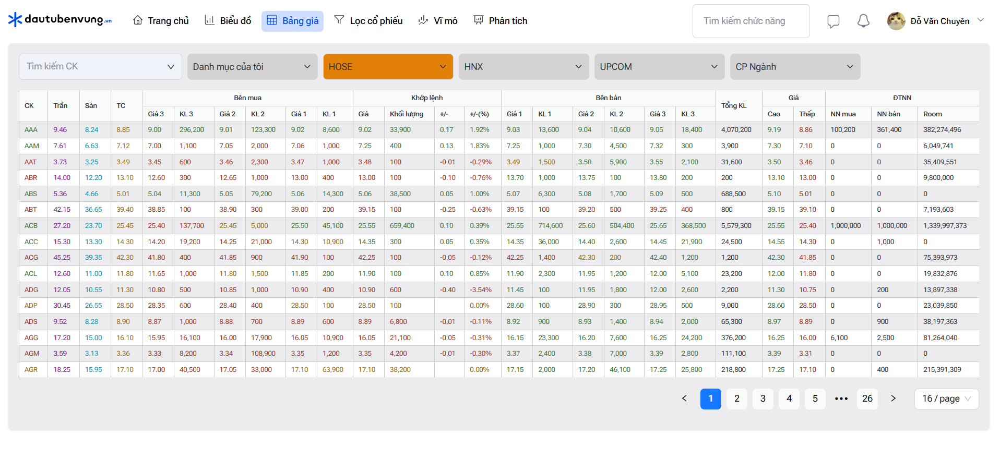 dautubenvung.vn Trang chủ Biểu đồ Bảng giá Lọc cổ phiếu Vĩ mô Phân tích Tìm kiếm chức năng Đỗ Văn Chuyên
Tìm kiếm CK Danh mục của tôi HOSE HNX UPCOM CP Ngành
CK Trần Sàn TC Bên mua Khớp lệnh Bên bán Tổng KL Giá ĐTNN
Giá 3 KL 3 Giá 2 KL 2 Giá 1 KL 1 Giá Khối lượng +/- +/-(%) Giá 1 KL 1 Giá 2 KL 2 Giá 3 KL 3 Cao Thấp NN mua NN bán Room
AAA 9.46 8.24 8.85 9.00 296,200 9.01 123,300 9.02 8,600 9.02 33,900 0.17 1.92% 9.03 13,600 9.04 10,600 9.05 18,400 4,070,200 9.19 8.86 100,200 361,400 382,274,496
AAM 7.61 6.63 7.12 7.00 1,100 7.05 2,000 7.06 1,000 7.25 400 0.13 1.83% 7.25 1,000 7.30 4,500 7.32 300 3,900 7.30 7.10 0 0 6,049,741
AAT 3.73 3.25 3.49 3.45 600 3.46 2,300 3.47 1,000 3.48 100 -0.01 -0.29% 3.49 1,500 3.50 5,900 3.55 2,100 31,600 3.50 3.46 0 0 35,409,551
ABR 14.00 12.20 13.10 12.60 300 12.65 1,000 13.00 400 13.00 100 -0.10 -0.76% 13.70 1,000 13.75 100 13.80 200 200 13.10 13.00 0 0 9,800,000
ABS 5.36 4.66 5.01 5.04 11,300 5.05 79,200 5.06 14,300 5.06 38,500 0.05 1.00% 5.07 6,300 5.08 1,700 5.09 500 688,500 5.10 5.01 0 0 0
ABT 42.15 36.65 39.40 38.85 100 38.90 300 39.00 200 39.15 100 -0.25 -0.63% 39.15 100 39.20 500 39.25 400 800 39.15 39.10 0 0 7,193,603
ACB 27.20 23.70 25.45 25.40 137,700 25.45 5,000 25.50 45,100 25.55 659,400 0.10 0.39% 25.55 714,600 25.60 504,400 25.65 368,500 5,579,300 25.55 25.40 1,000,000 1,000,000 1,339,997,373
ACC 15.30 13.30 14.30 14.20 19,200 14.25 21,000 14.30 10,900 14.35 300 0.05 0.35% 14.35 36,000 14.40 2,600 14.45 21,900 24,500 14.55 14.30 0 1,000 0
ACG 45.25 39.35 42.30 41.80 400 41.85 900 41.90 100 42.25 100 -0.05 -0.12% 42.25 1,400 42.30 200 42.40 1,200 1,200 42.30 41.85 0 0 75,393,973
ACL 12.60 11.00 11.80 11.65 1,000 11.80 1,500 11.85 200 11.90 100 0.10 0.85% 11.90 2,300 11.95 1,200 12.00 5,100 23,200 12.00 11.80 0 0 19,832,876
ADG 12.05 10.55 11.30 10.80 500 10.85 1,000 10.90 400 10.90 600 -0.40 -3.54% 11.45 100 11.95 1,800 12.00 2,600 2,200 11.30 10.75 0 200 13,897,338
ADP 30.45 26.55 28.50 28.35 600 28.40 400 28.50 100 28.50 100 0.00% 28.60 100 28.90 300 28.95 500 9,000 28.60 28.50 0 0 23,039,850
ADS 9.52 8.28 8.90 8.87 1,000 8.88 700 8.89 600 8.89 6,800 -0.01 -0.11% 8.92 900 8.93 1,400 8.94 2,000 65,300 8.97 8.89 0 900 38,197,363
AGG 17.20 15.00 16.10 15.95 16,100 16.00 17,900 16.05 10,900 16.05 21,100 -0.05 -0.31% 16.15 23,300 16.20 7,600 16.25 24,200 376,200 16.25 16.00 6,100 2,500 81,264,040
AGM 3.59 3.13 3.36 3.33 8,200 3.34 108,900 3.35 1,200 3.35 4,200 -0.01 -0.30% 3.37 2,400 3.38 7,000 3.39 2,800 111,100 3.39 3.31 0 0 0
AGR 18.25 15.95 17.10 17.00 40,500 17.05 33,000 17.10 63,900 17.10 38,200 0.00% 17.15 2,000 17.20 46,100 17.25 25,800 218,800 17.25 17.10 0 400 215,391,309
1 2 3 4 5 ••• 26 16 / page